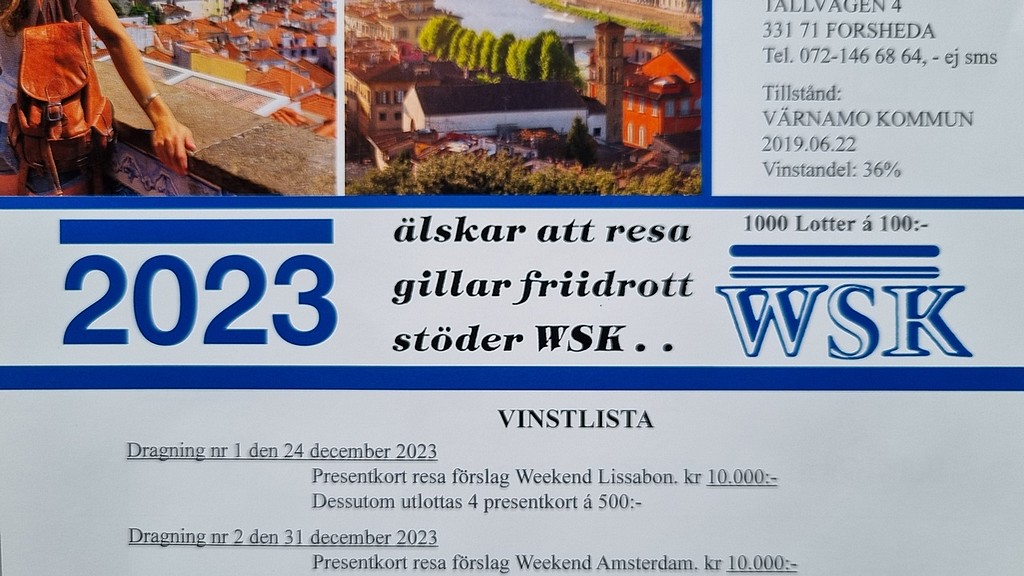 TALLVÄGEN 4
331 71 FORSHEDA
Tel. 072-146 68 64, - ej sms
Tillstånd:
VÄRNAMO KOMMUN
2019.06.22
Vinstandel: 36%
2023
älskar att resa
gillar friidrott
stöder WSK . .
1000 Lotter á 100:-
WSK
VINSTLISTA
Dragning nr 1 den 24 december 2023
Presentkort resa förslag Weekend Lissabon. kr 10.000:-
Dessutom utlottas 4 presentkort á 500:-
Dragning nr 2 den 31 december 2023
Presentkort resa förslag Weekend Amsterdam. kr 10.000:-